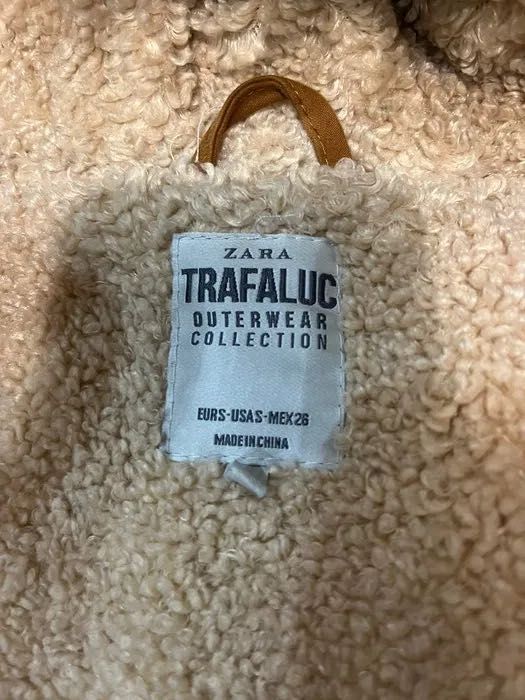 ZARA
TRAFALUC
OUTERWEAR
COLLECTION
EURS-USAS-MEX26
MADE IN CHINA